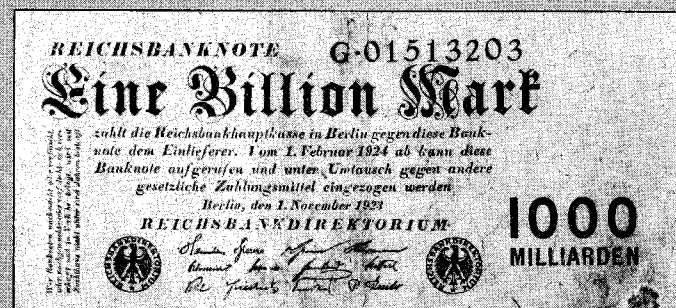 REICHSBANKNOTE G·01513203
Eine Billion Mark
zahlt die Reichsbankhauptkasse in Berlin gegen diese Bank-
note dem Einlieferer. Vom 1. Februar 1924 ab kann diese
Banknote aufgerufen und unter Umtausch gegen andere
gesetzliche Zahlungsmittel eingezogen werden
Berlin, den 1. November 1923
REICHSBANKDIREKTORIUM
1000
MILLIARDEN
REICHSBANKDIREKTORIUM
REICHSBANKDIREKTORIUM